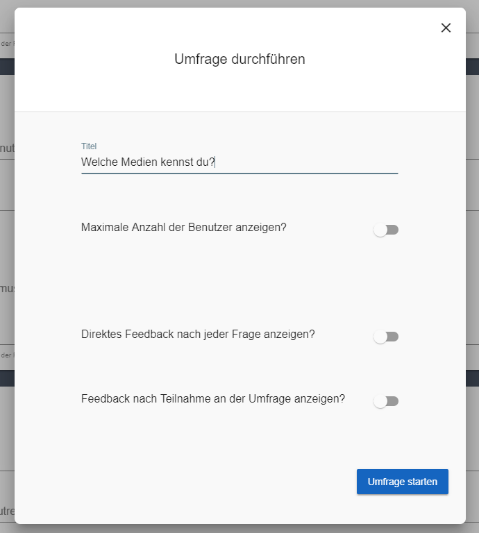 Umfrage durchführen
Titel
Welche Medien kennst du?
Maximale Anzahl der Benutzer anzeigen?
Direktes Feedback nach jeder Frage anzeigen?
Feedback nach Teilnahme an der Umfrage anzeigen?
Umfrage starten